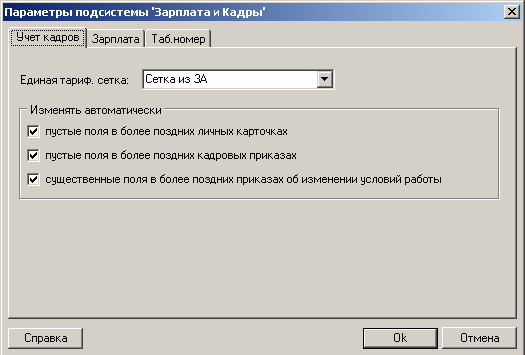 Параметры подсистемы 'Зарплата и Кадры'
Учет кадров Зарплата Таб.номер
Единая тариф. сетка: Сетка из ЗА
Изменять автоматически
пустые поля в более поздних личных карточках
пустые поля в более поздних кадровых приказах
существенные поля в более поздних приказах об изменении условий работы
Справка Ok Отмена